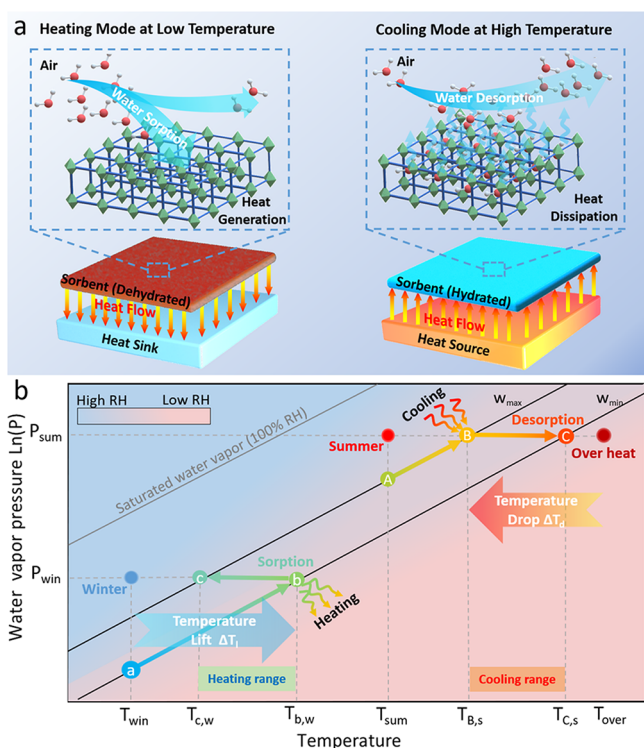 a
Heating Mode at Low Temperature
Cooling Mode at High Temperature
Air
Water Sorption
Heat
Generation
Air
Water Desorption
Heat
Dissipation
Sorbent (Dehydrated)
Heat Flow
Heat Sink
Sorbent (Hydrated)
Heat Flow
Heat Source
b
High RH
Low RH
Saturated water vapor (100% RH)
Cooling
w_max
w_min
P_sum
Summer
B
Desorption
C
Over heat
A
Temperature
Drop ΔT_d
P_win
Winter
c
Sorption
b
Heating
Temperature
Lift ΔT_l
a
Heating range
Cooling range
T_win
T_c,w
T_b,w
T_sum
T_B,s
T_C,s
T_over
Temperature
Water vapor pressure Ln(P)